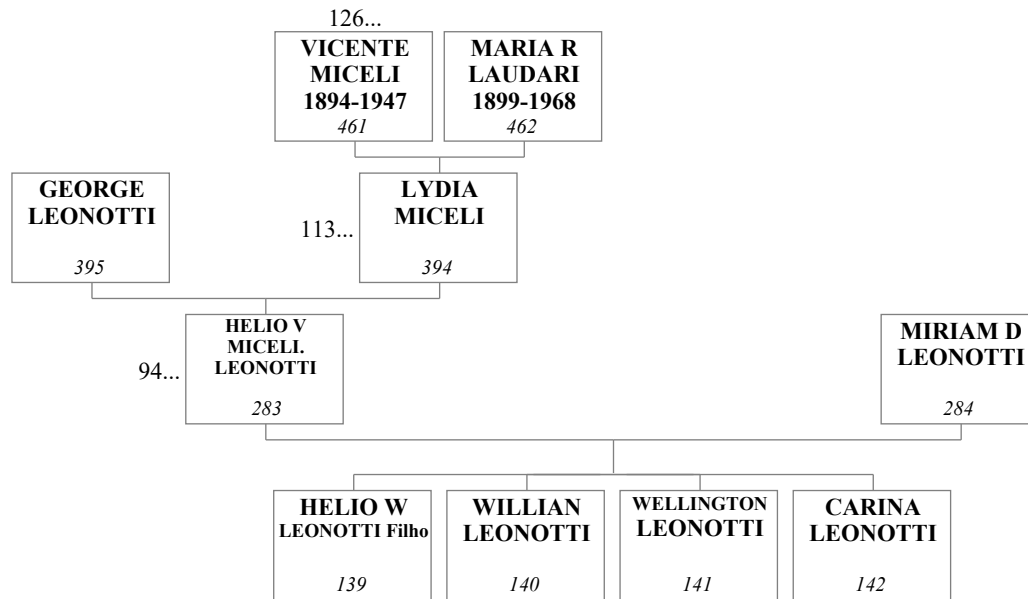 126...
VICENTE
MICELI
1894-1947
461
MARIA R
LAUDARI
1899-1968
462
GEORGE
LEONOTTI
395
113...
LYDIA
MICELI
394
94...
HELIO V
MICELI.
LEONOTTI
283
MIRIAM D
LEONOTTI
284
HELIO W
LEONOTTI Filho
139
WILLIAN
LEONOTTI
140
WELLINGTON
LEONOTTI
141
CARINA
LEONOTTI
142